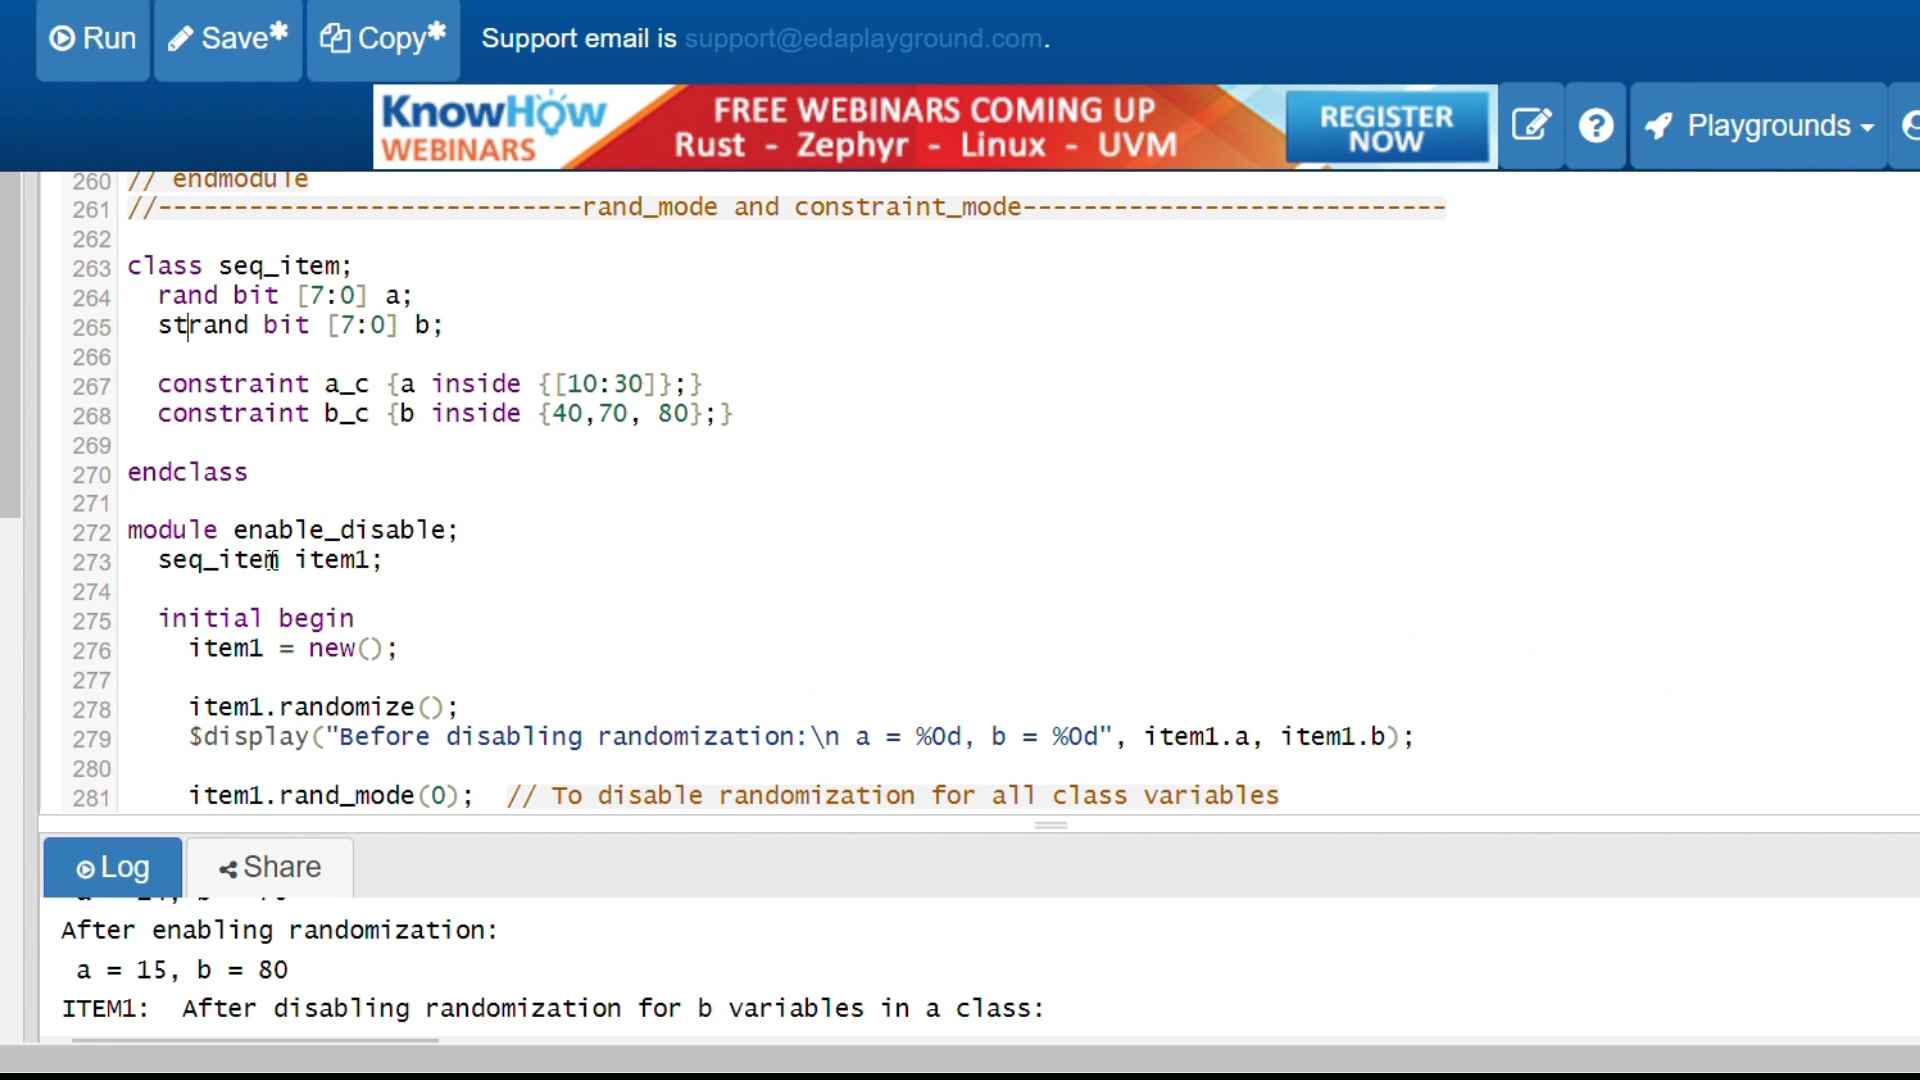 Run Save* Copy* Support email is support@edaplayground.com.
KnowHow
WEBINARS
FREE WEBINARS COMING UP
Rust - Zephyr - Linux - UVM
REGISTER
NOW
Playgrounds
260 // endmodule
261 //----------------------------rand_mode and constraint_mode----------------------------
262
263 class seq_item;
264 rand bit [7:0] a;
265 strand bit [7:0] b;
266
267 constraint a_c {a inside {[10:30]};}
268 constraint b_c {b inside {40,70, 80};}
269
270 endclass
271
272 module enable_disable;
273 seq_item item1;
274
275 initial begin
276 item1 = new();
277
278 item1.randomize();
279 $display("Before disabling randomization:\n a = %0d, b = %0d", item1.a, item1.b);
280
281 item1.rand_mode(0); // To disable randomization for all class variables
Log Share
After enabling randomization:
a = 15, b = 80
ITEM1: After disabling randomization for b variables in a class: